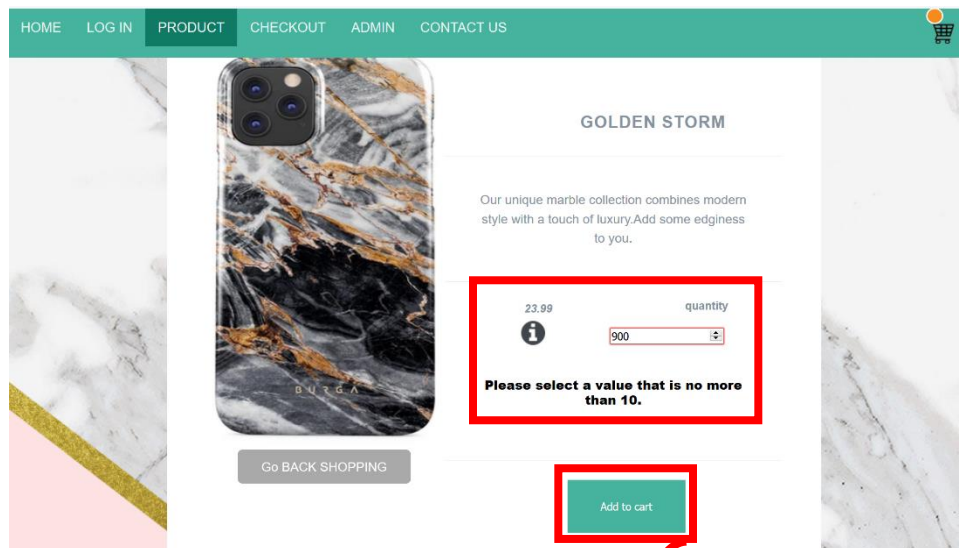 HOME LOG IN PRODUCT CHECKOUT ADMIN CONTACT US
GOLDEN STORM
Our unique marble collection combines modern
style with a touch of luxury.Add some edginess
to you.
23.99 quantity
i 900
Please select a value that is no more
than 10.
BURGA
Go BACK SHOPPING
Add to cart